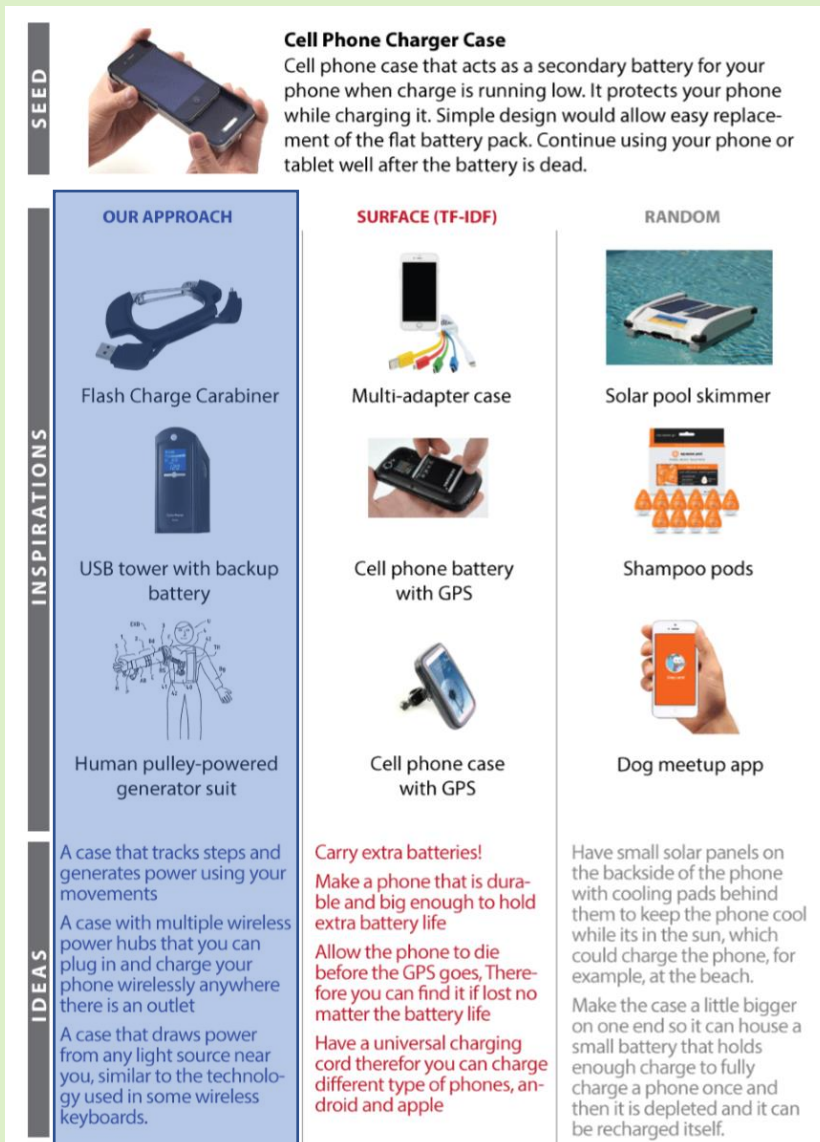 SEED
Cell Phone Charger Case
Cell phone case that acts as a secondary battery for your
phone when charge is running low. It protects your phone
while charging it. Simple design would allow easy replace-
ment of the flat battery pack. Continue using your phone or
tablet well after the battery is dead.
INSPIRATIONS
OUR APPROACH
Flash Charge Carabiner
USB tower with backup
battery
Human pulley-powered
generator suit
SURFACE (TF-IDF)
Multi-adapter case
Cell phone battery
with GPS
Cell phone case
with GPS
RANDOM
Solar pool skimmer
Shampoo pods
Dog meetup app
IDEAS
A case that tracks steps and
generates power using your
movements
A case with multiple wireless
power hubs that you can
plug in and charge your
phone wirelessly anywhere
there is an outlet
A case that draws power
from any light source near
you, similar to the technolo-
gy used in some wireless
keyboards.
Carry extra batteries!
Make a phone that is dura-
ble and big enough to hold
extra battery life
Allow the phone to die
before the GPS goes, There-
fore you can find it if lost no
matter the battery life
Have a universal charging
cord therefor you can charge
different type of phones, an-
droid and apple
Have small solar panels on
the backside of the phone
with cooling pads behind
them to keep the phone cool
while its in the sun, which
could charge the phone, for
example, at the beach.
Make the case a little bigger
on one end so it can house a
small battery that holds
enough charge to fully
charge a phone once and
then it is depleted and it can
be recharged itself.